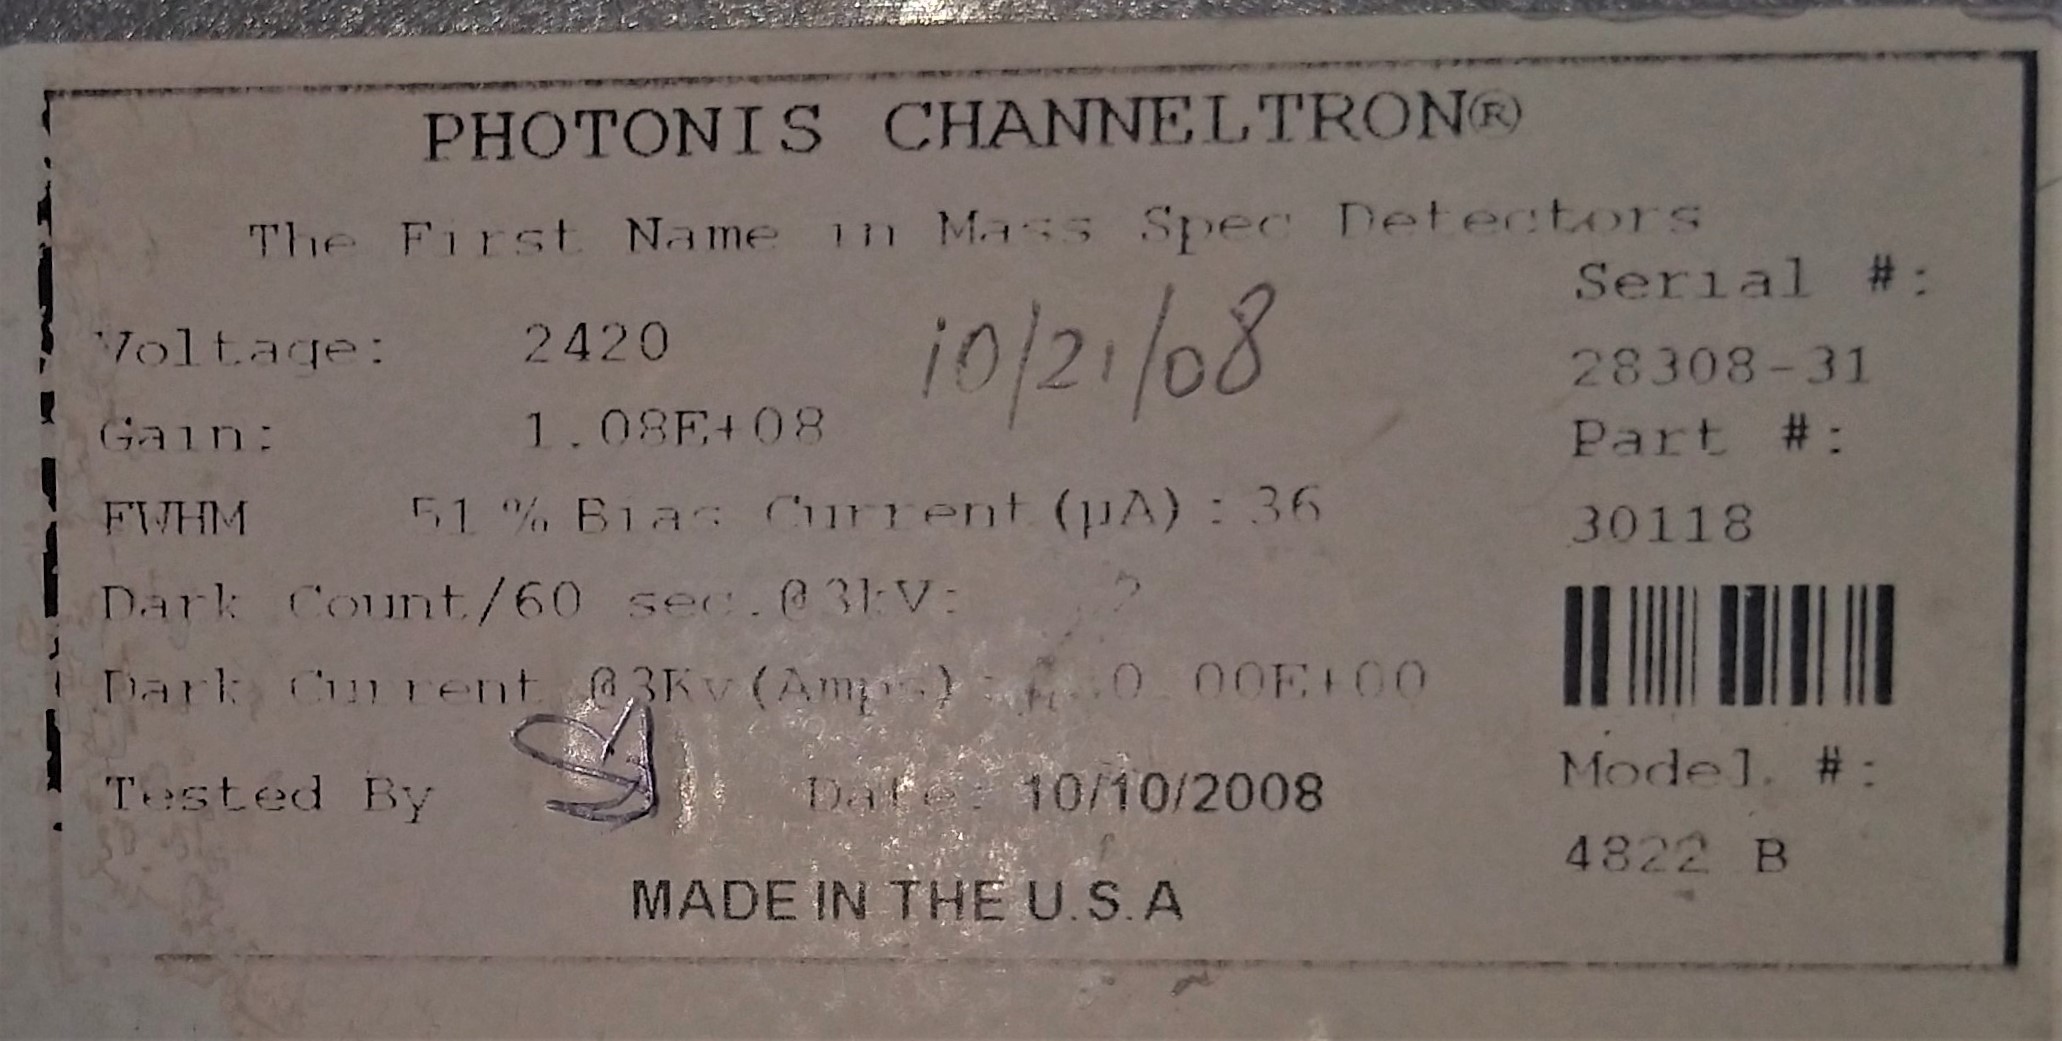 PHOTONIS CHANNELTRON®
The First Name in Mass Spec Detectors
Voltage: 2420
10/21/08
Gain: 1.08E+08
FWHM 51 % Bias Current (µA) : 36
Dark Count/60 sec.@3kV: 2
Dark Current @3Kv (Amps) : 0.00E+00
Tested By Date: 10/10/2008
MADE IN THE U.S.A
Serial #:
28308-31
Part #:
30118
Model #:
4822 B